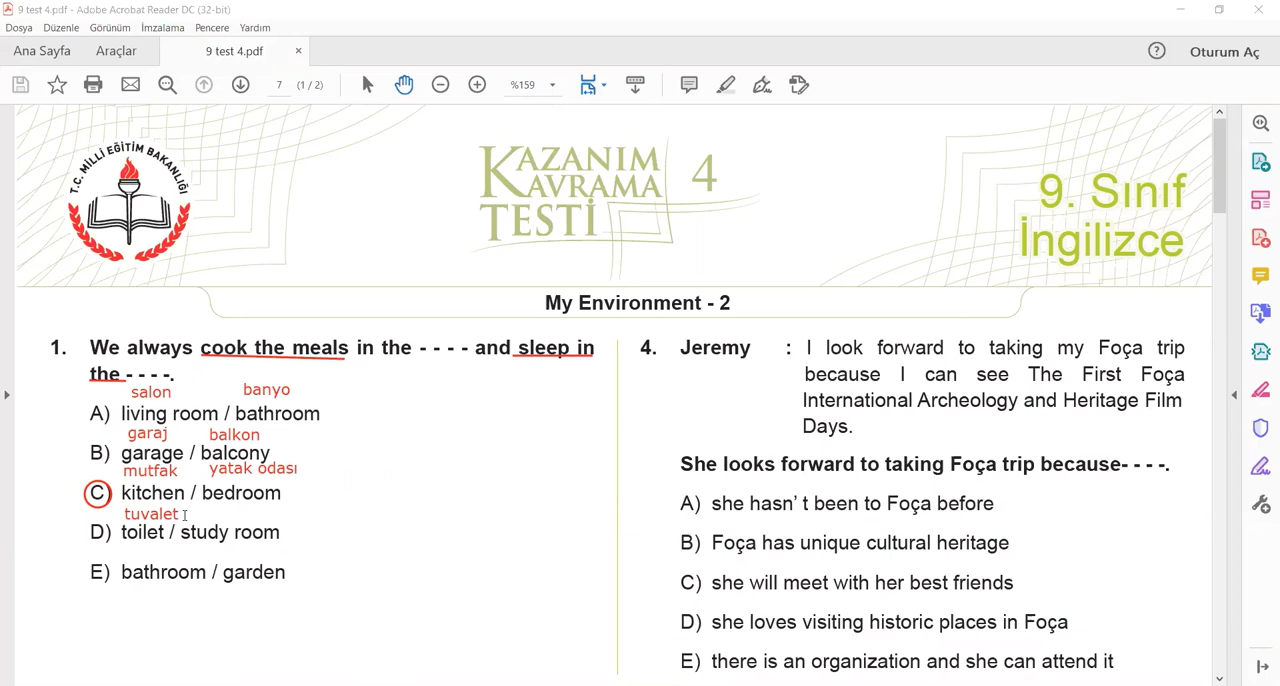 9 test 4.pdf - Adobe Acrobat Reader DC (32-bit)
Dosya Düzenle Görünüm İmzalama Pencere Yardım
Ana Sayfa Araçlar 9 test 4.pdf × ? Oturum Aç
7 (1 / 2) %159
T.C. MİLLİ EĞİTİM BAKANLIĞI
KAZANIM
KAVRAMA
TESTİ
4
9. Sınıf
İngilizce
My Environment - 2
1. We always cook the meals in the - - - - and sleep in
the - - - -.
salon banyo
A) living room / bathroom
garaj balkon
B) garage / balcony
mutfak yatak odası
C) kitchen / bedroom
tuvalet
D) toilet / study room
E) bathroom / garden
4. Jeremy : I look forward to taking my Foça trip
because I can see The First Foça
International Archeology and Heritage Film
Days.
She looks forward to taking Foça trip because- - - -.
A) she hasn' t been to Foça before
B) Foça has unique cultural heritage
C) she will meet with her best friends
D) she loves visiting historic places in Foça
E) there is an organization and she can attend it